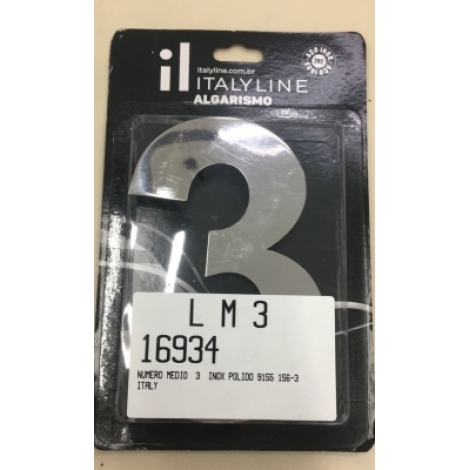 il
italyline.com.br
ITALYLINE
ALGARISMO
3
L M 3
16934
NUMERO MEDIO 3 INOX POLIDO 9155 156-3
ITALY